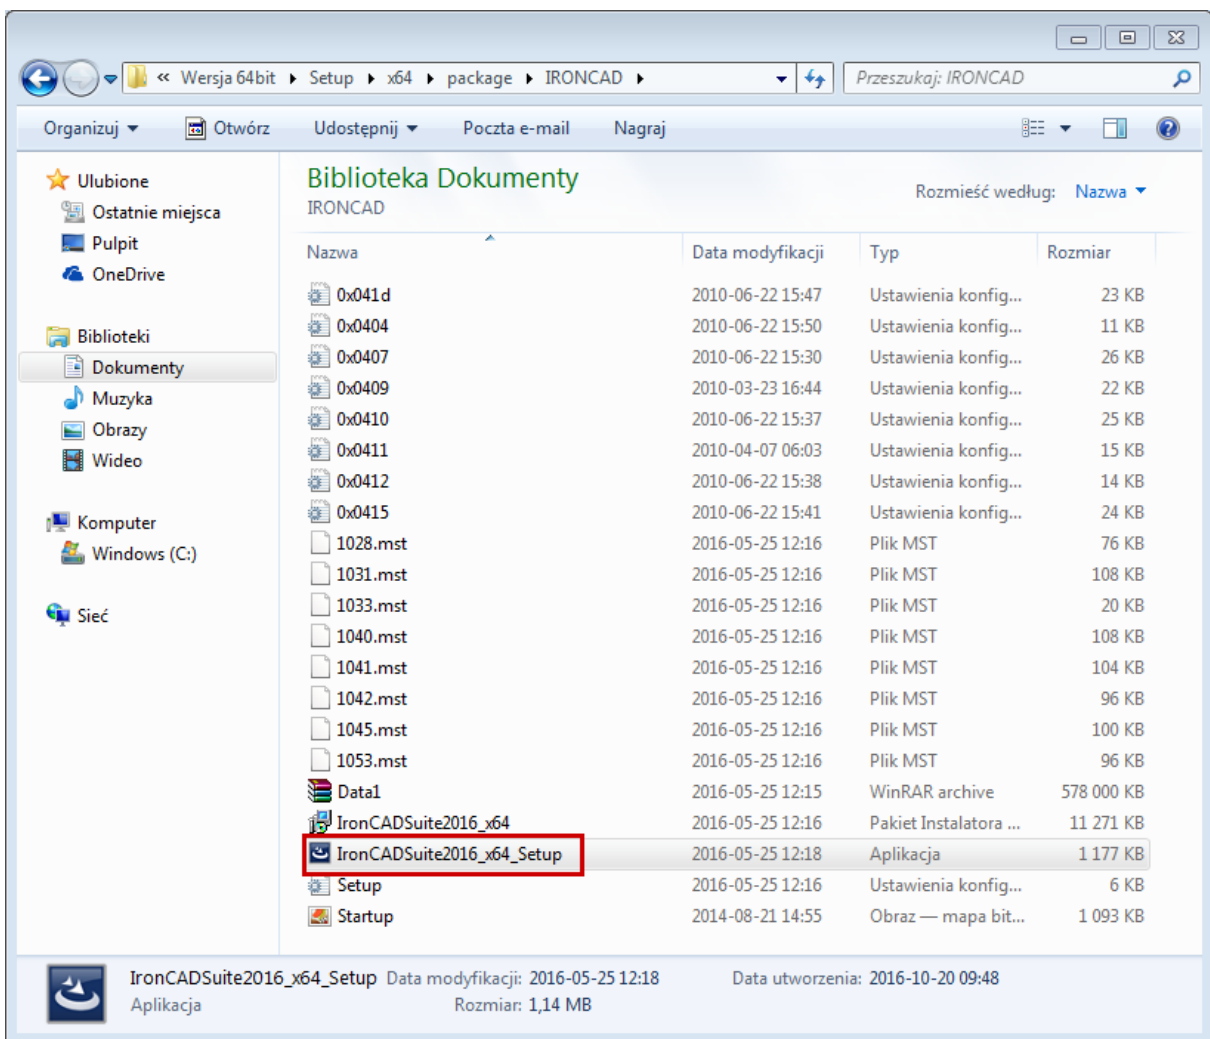 « Wersja 64bit ▸ Setup ▸ x64 ▸ package ▸ IRONCAD ▸ Przeszukaj: IRONCAD
Organizuj Otwórz Udostępnij Poczta e-mail Nagraj
Ulubione
Ostatnie miejsca
Pulpit
OneDrive
Biblioteki
Dokumenty
Muzyka
Obrazy
Wideo
Komputer
Windows (C:)
Sieć
Biblioteka Dokumenty
IRONCAD
Rozmieść według: Nazwa
Nazwa Data modyfikacji Typ Rozmiar
0x041d 2010-06-22 15:47 Ustawienia konfig... 23 KB
0x0404 2010-06-22 15:50 Ustawienia konfig... 11 KB
0x0407 2010-06-22 15:30 Ustawienia konfig... 26 KB
0x0409 2010-03-23 16:44 Ustawienia konfig... 22 KB
0x0410 2010-06-22 15:37 Ustawienia konfig... 25 KB
0x0411 2010-04-07 06:03 Ustawienia konfig... 15 KB
0x0412 2010-06-22 15:38 Ustawienia konfig... 14 KB
0x0415 2010-06-22 15:41 Ustawienia konfig... 24 KB
1028.mst 2016-05-25 12:16 Plik MST 76 KB
1031.mst 2016-05-25 12:16 Plik MST 108 KB
1033.mst 2016-05-25 12:16 Plik MST 20 KB
1040.mst 2016-05-25 12:16 Plik MST 108 KB
1041.mst 2016-05-25 12:16 Plik MST 104 KB
1042.mst 2016-05-25 12:16 Plik MST 96 KB
1045.mst 2016-05-25 12:16 Plik MST 100 KB
1053.mst 2016-05-25 12:16 Plik MST 96 KB
Data1 2016-05-25 12:15 WinRAR archive 578 000 KB
IronCADSuite2016_x64 2016-05-25 12:16 Pakiet Instalatora ... 11 271 KB
IronCADSuite2016_x64_Setup 2016-05-25 12:18 Aplikacja 1 177 KB
Setup 2016-05-25 12:16 Ustawienia konfig... 6 KB
Startup 2014-08-21 14:55 Obraz — mapa bit... 1 093 KB
IronCADSuite2016_x64_Setup Data modyfikacji: 2016-05-25 12:18 Data utworzenia: 2016-10-20 09:48
Aplikacja Rozmiar: 1,14 MB